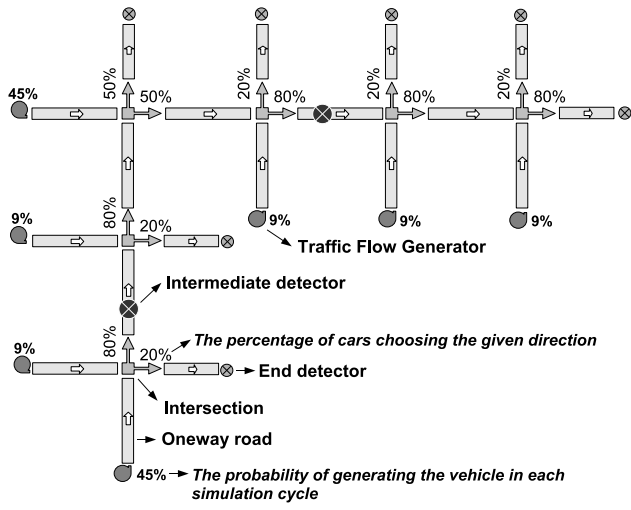 45%
50%
50%
20%
80%
20%
80%
20%
80%
9%
80%
20%
9%
9%
9%
Traffic Flow Generator
Intermediate detector
9%
80%
20%
The percentage of cars choosing the given direction
End detector
Intersection
Oneway road
45%
The probability of generating the vehicle in each
simulation cycle